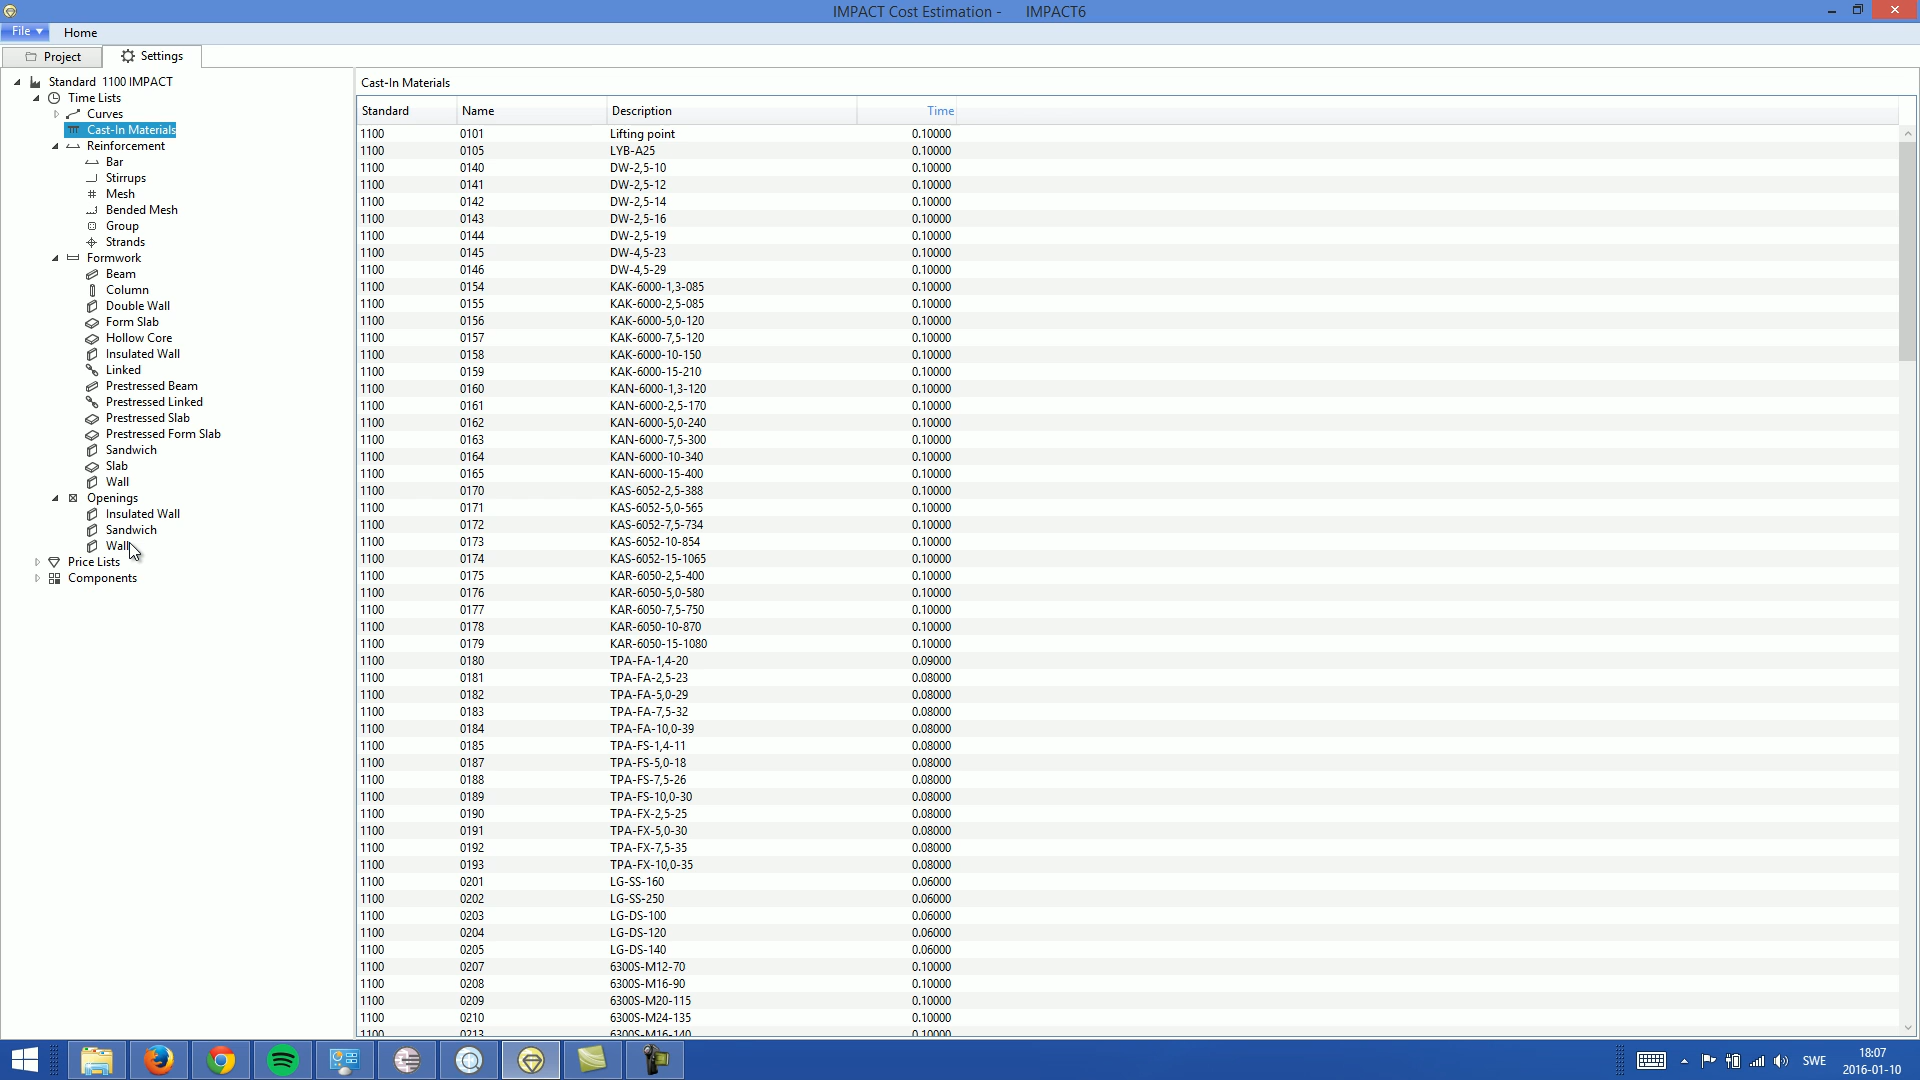 IMPACT Cost Estimation - IMPACT6
File Home
Project Settings
Standard 1100 IMPACT
Time Lists
Curves
Cast-In Materials
Reinforcement
Bar
Stirrups
Mesh
Bended Mesh
Group
Strands
Formwork
Beam
Column
Double Wall
Form Slab
Hollow Core
Insulated Wall
Linked
Prestressed Beam
Prestressed Linked
Prestressed Slab
Prestressed Form Slab
Sandwich
Slab
Wall
Openings
Insulated Wall
Sandwich
Wall
Price Lists
Components
Cast-In Materials
Standard Name Description Time
1100 0101 Lifting point 0.10000
1100 0105 LYB-A25 0.10000
1100 0140 DW-2,5-10 0.10000
1100 0141 DW-2,5-12 0.10000
1100 0142 DW-2,5-14 0.10000
1100 0143 DW-2,5-16 0.10000
1100 0144 DW-2,5-19 0.10000
1100 0145 DW-4,5-23 0.10000
1100 0146 DW-4,5-29 0.10000
1100 0154 KAK-6000-1,3-085 0.10000
1100 0155 KAK-6000-2,5-085 0.10000
1100 0156 KAK-6000-5,0-120 0.10000
1100 0157 KAK-6000-7,5-120 0.10000
1100 0158 KAK-6000-10-150 0.10000
1100 0159 KAK-6000-15-210 0.10000
1100 0160 KAN-6000-1,3-120 0.10000
1100 0161 KAN-6000-2,5-170 0.10000
1100 0162 KAN-6000-5,0-240 0.10000
1100 0163 KAN-6000-7,5-300 0.10000
1100 0164 KAN-6000-10-340 0.10000
1100 0165 KAN-6000-15-400 0.10000
1100 0170 KAS-6052-2,5-388 0.10000
1100 0171 KAS-6052-5,0-565 0.10000
1100 0172 KAS-6052-7,5-734 0.10000
1100 0173 KAS-6052-10-854 0.10000
1100 0174 KAS-6052-15-1065 0.10000
1100 0175 KAR-6050-2,5-400 0.10000
1100 0176 KAR-6050-5,0-580 0.10000
1100 0177 KAR-6050-7,5-750 0.10000
1100 0178 KAR-6050-10-870 0.10000
1100 0179 KAR-6050-15-1080 0.10000
1100 0180 TPA-FA-1,4-20 0.09000
1100 0181 TPA-FA-2,5-23 0.08000
1100 0182 TPA-FA-5,0-29 0.08000
1100 0183 TPA-FA-7,5-32 0.08000
1100 0184 TPA-FA-10,0-39 0.08000
1100 0185 TPA-FS-1,4-11 0.08000
1100 0187 TPA-FS-5,0-18 0.08000
1100 0188 TPA-FS-7,5-26 0.08000
1100 0189 TPA-FS-10,0-30 0.08000
1100 0190 TPA-FX-2,5-25 0.08000
1100 0191 TPA-FX-5,0-30 0.08000
1100 0192 TPA-FX-7,5-35 0.08000
1100 0193 TPA-FX-10,0-35 0.08000
1100 0201 LG-SS-160 0.06000
1100 0202 LG-SS-250 0.06000
1100 0203 LG-DS-100 0.06000
1100 0204 LG-DS-120 0.06000
1100 0205 LG-DS-140 0.06000
1100 0207 6300S-M12-70 0.10000
1100 0208 6300S-M16-90 0.10000
1100 0209 6300S-M20-115 0.10000
1100 0210 6300S-M24-135 0.10000
1100 0213 6300S-M16-140 0.10000
SWE
18:07
2016-01-10